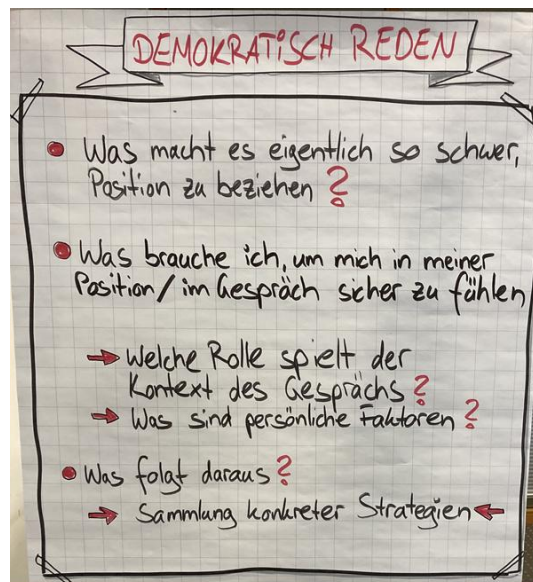 DEMOKRATISCH REDEN
Was macht es eigentlich so schwer,
Position zu beziehen?
Was brauche ich, um mich in meiner
Position/im Gespräch sicher zu fühlen
→ Welche Rolle spielt der
Kontext des Gesprächs?
→ Was sind persönliche Faktoren?
Was folgt daraus?
→ Sammlung konkreter Strategien ←